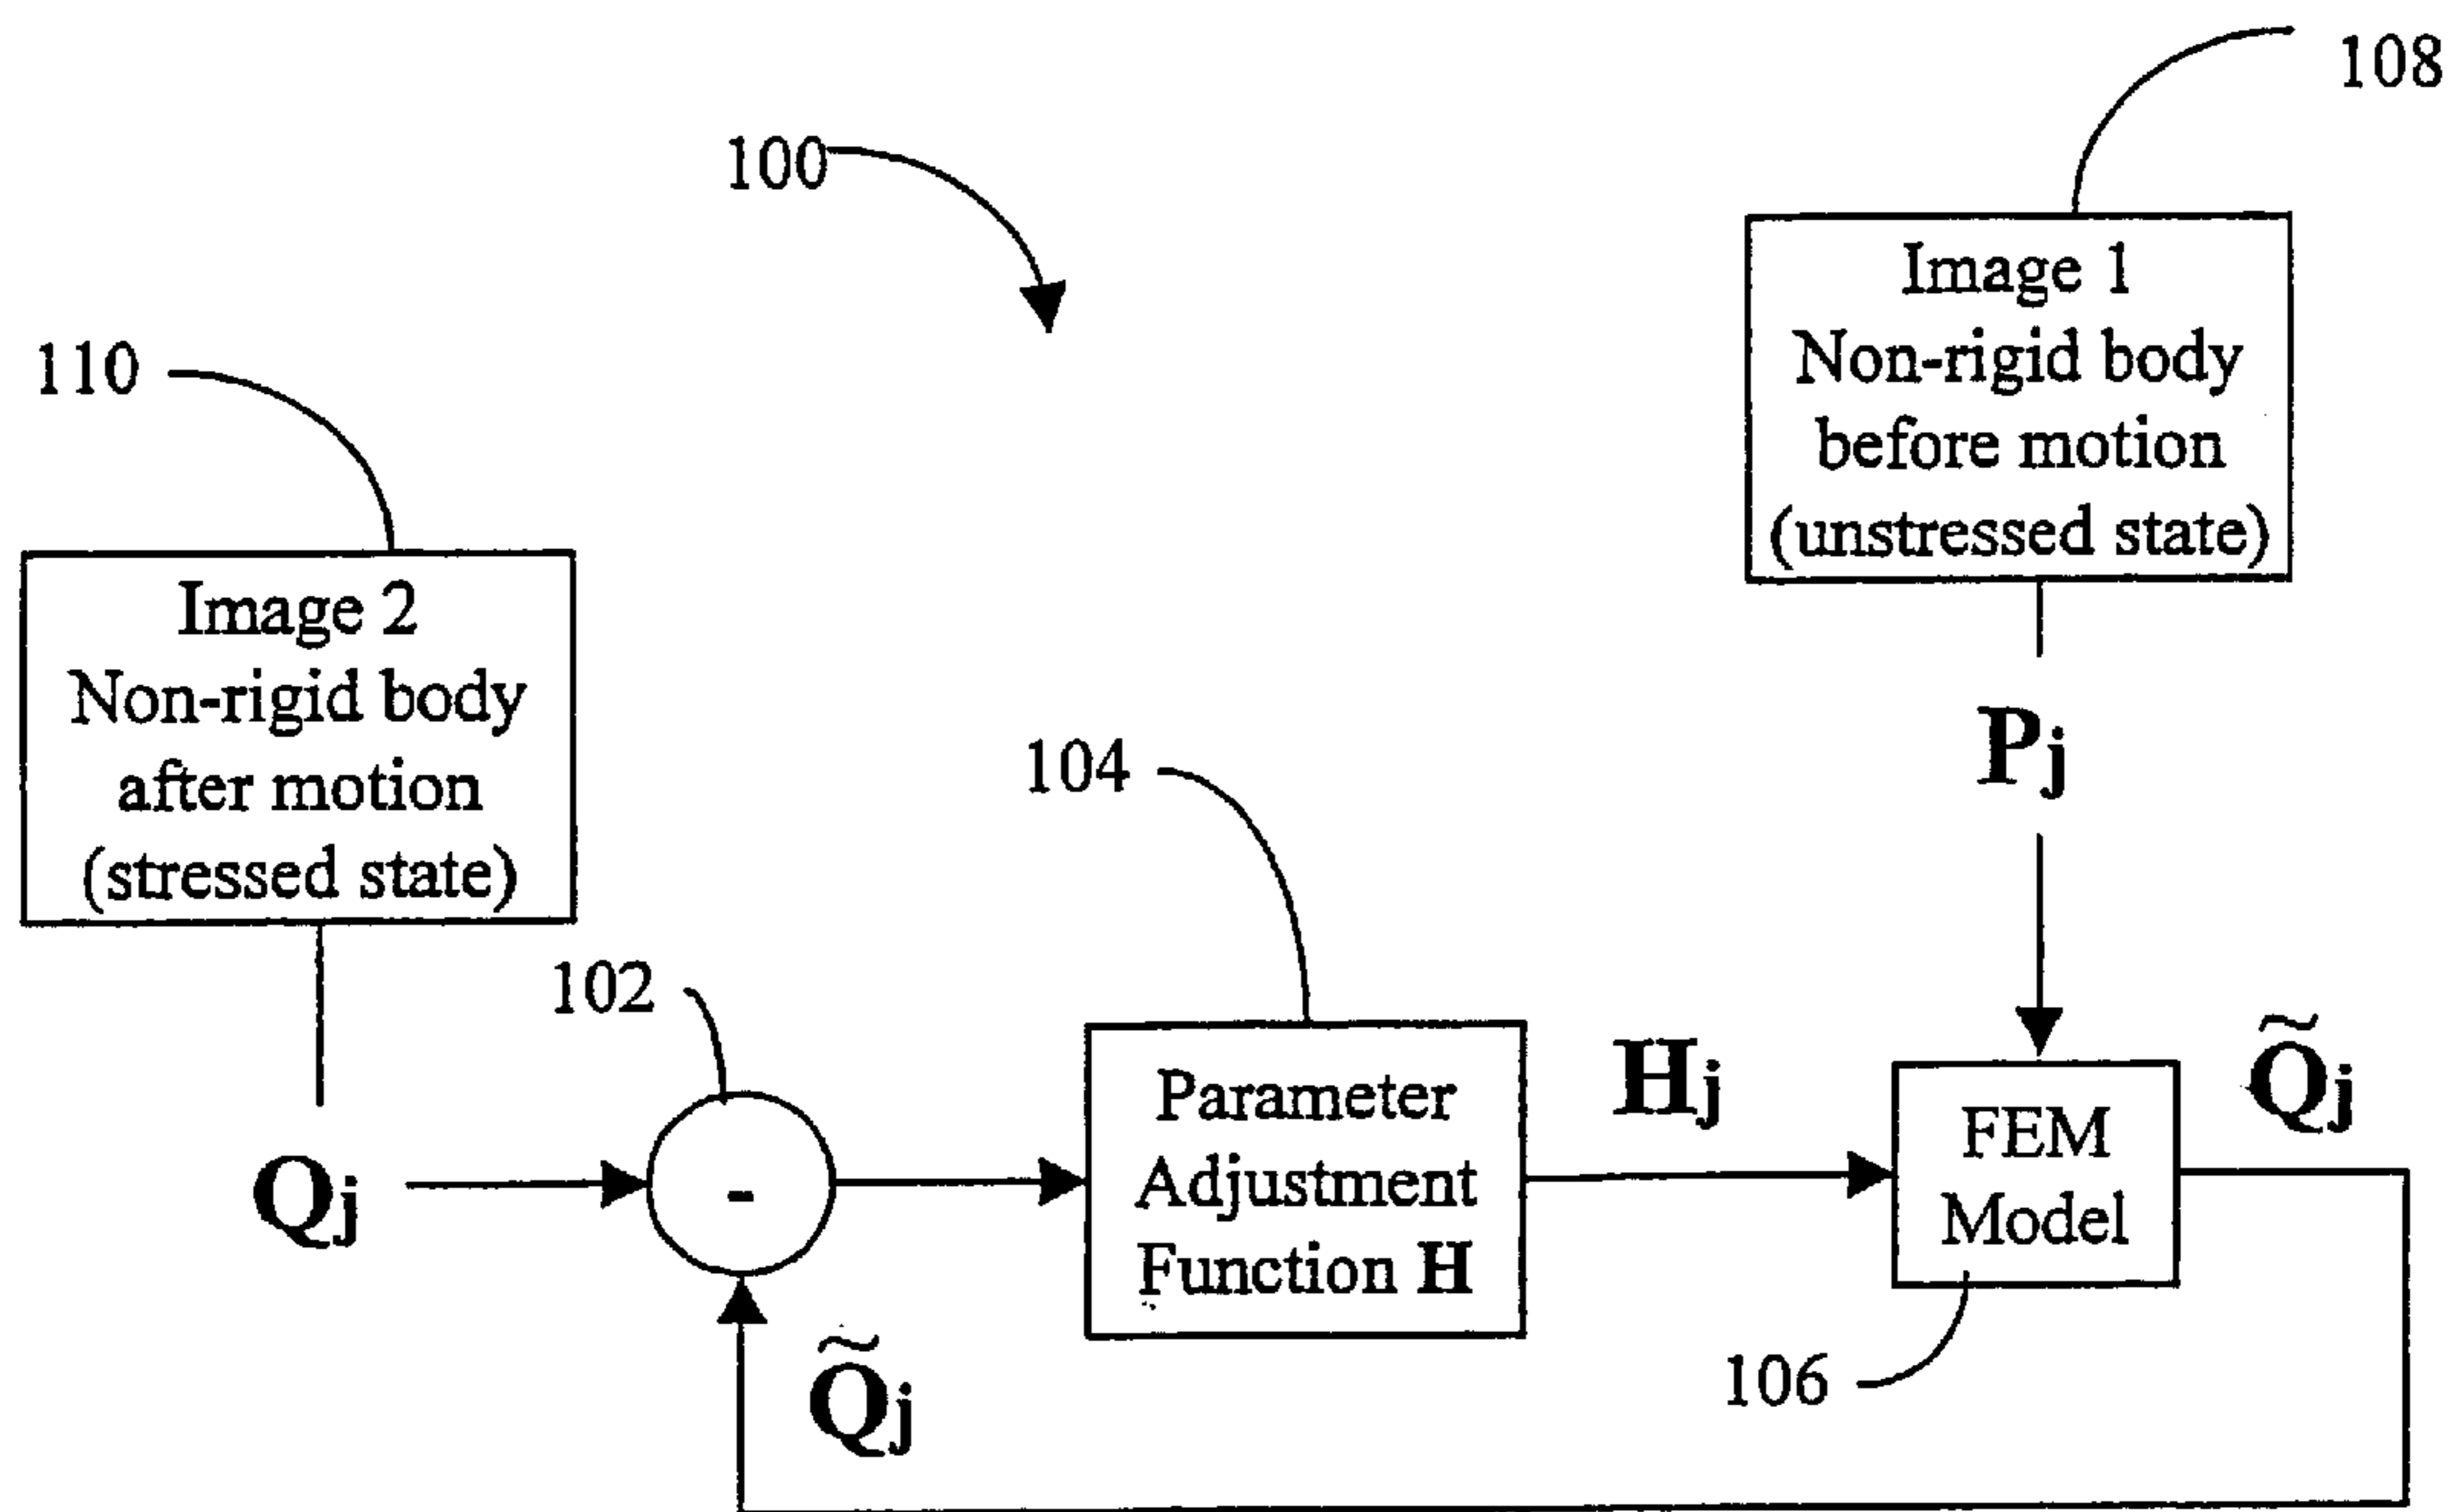 108
100
Image 1
Non-rigid body
before motion
(unstressed state)
110
Image 2
Non-rigid body
after motion
(stressed state)
Pj
104
102
Qj
-
Parameter
Adjustment
Function H
Hj
FEM
Model
Q̃j
106
Q̃j